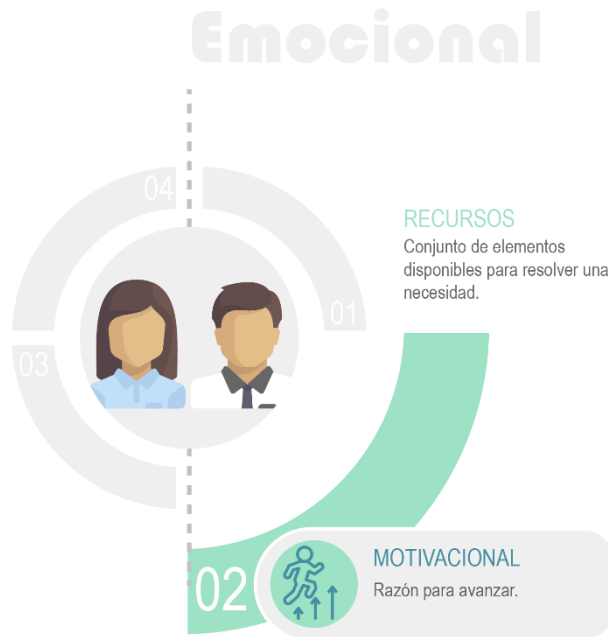 Emocional
04
01
03
RECURSOS
Conjunto de elementos
disponibles para resolver una
necesidad.
02
MOTIVACIONAL
Razón para avanzar.